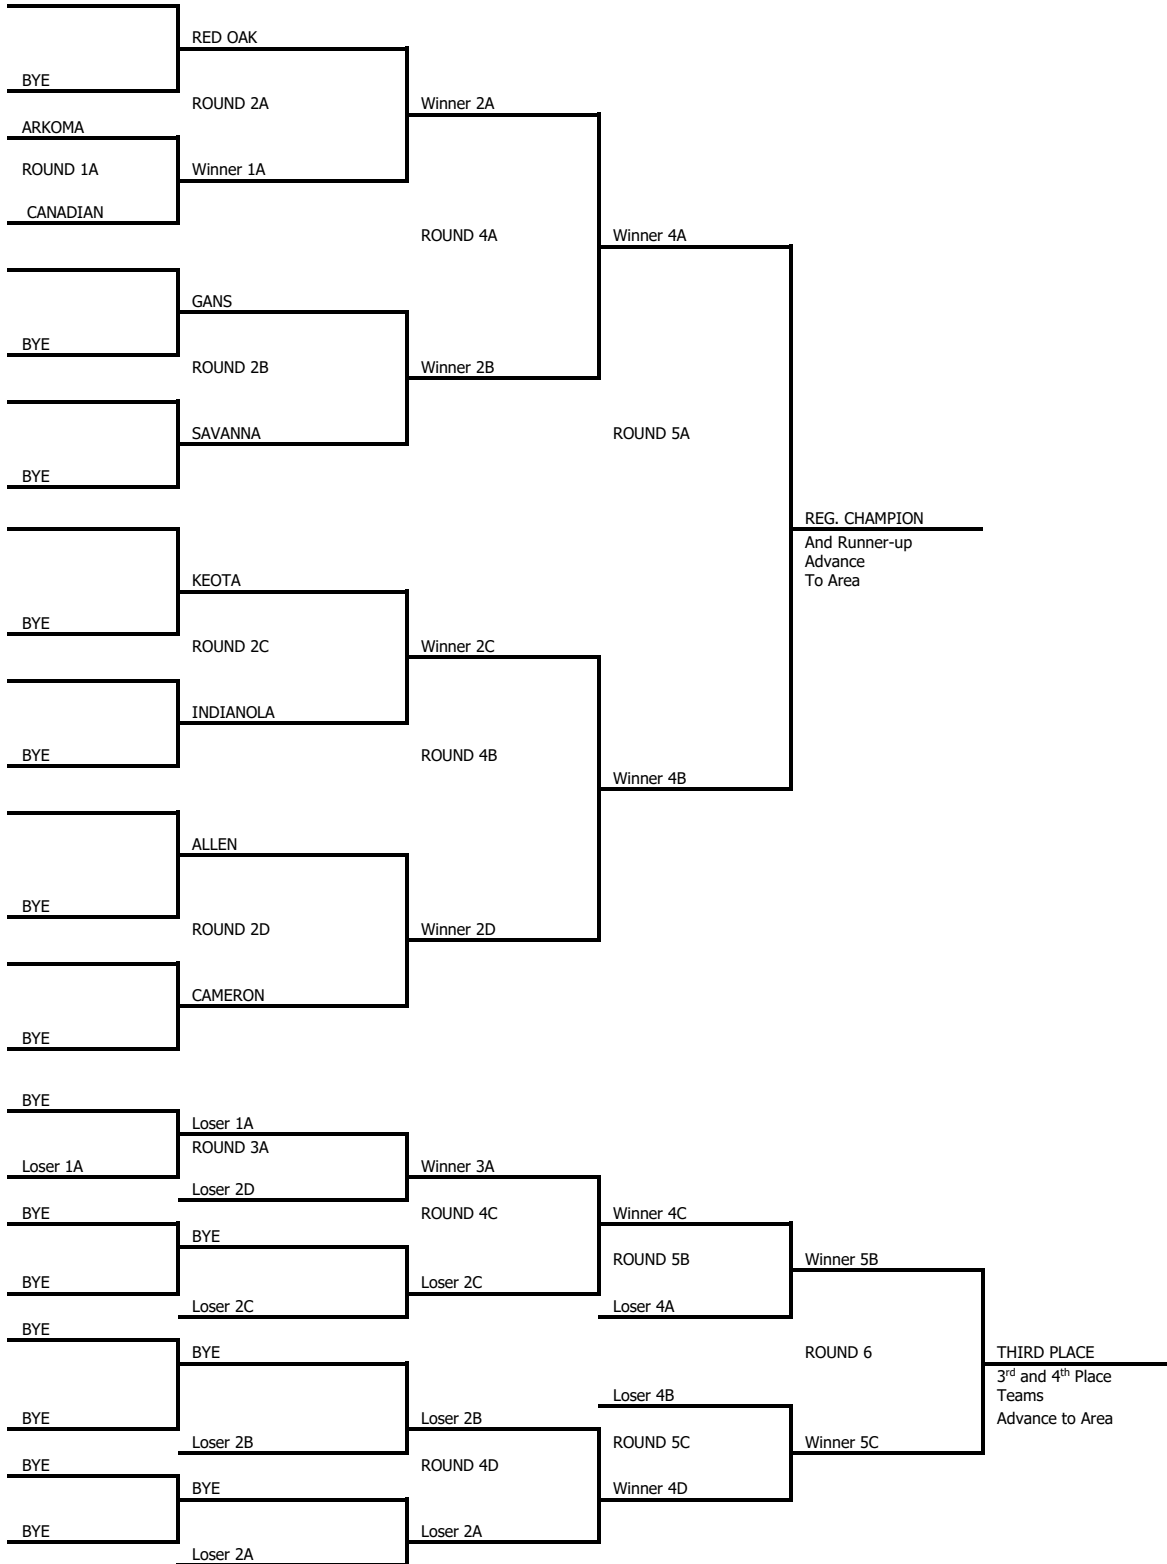 RED OAK
BYE
ROUND 2A
Winner 2A
ARKOMA
ROUND 1A
Winner 1A
CANADIAN
ROUND 4A
Winner 4A
GANS
BYE
ROUND 2B
Winner 2B
SAVANNA
ROUND 5A
BYE
REG. CHAMPION
And Runner-up
Advance
To Area
KEOTA
BYE
ROUND 2C
Winner 2C
INDIANOLA
BYE
ROUND 4B
Winner 4B
ALLEN
BYE
ROUND 2D
Winner 2D
CAMERON
BYE
BYE
Loser 1A
ROUND 3A
Loser 1A
Winner 3A
Loser 2D
BYE
ROUND 4C
Winner 4C
BYE
ROUND 5B
Winner 5B
BYE
Loser 2C
Loser 2C
Loser 4A
BYE
BYE
ROUND 6
THIRD PLACE
3rd and 4th Place
Teams
Advance to Area
Loser 4B
BYE
Loser 2B
Loser 2B
ROUND 5C
Winner 5C
BYE
ROUND 4D
BYE
Winner 4D
BYE
Loser 2A
Loser 2A